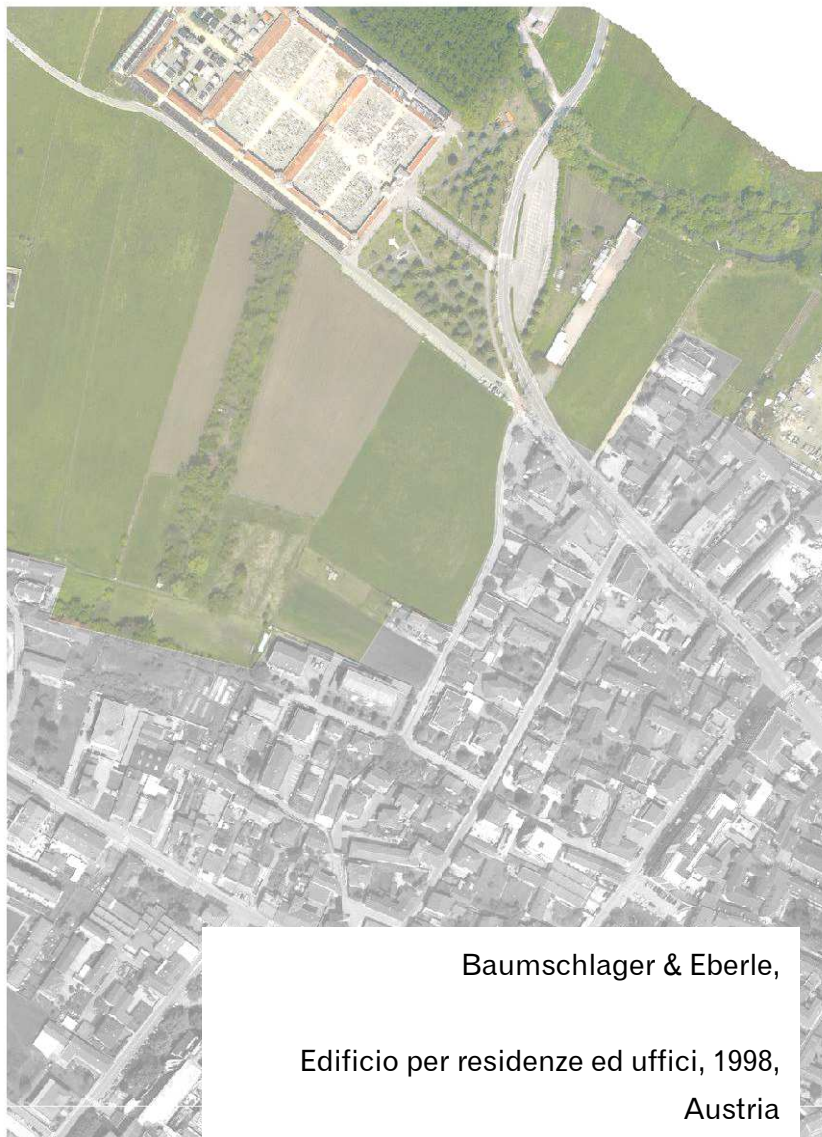 Baumschlager & Eberle,
Edificio per residenze ed uffici, 1998,
Austria